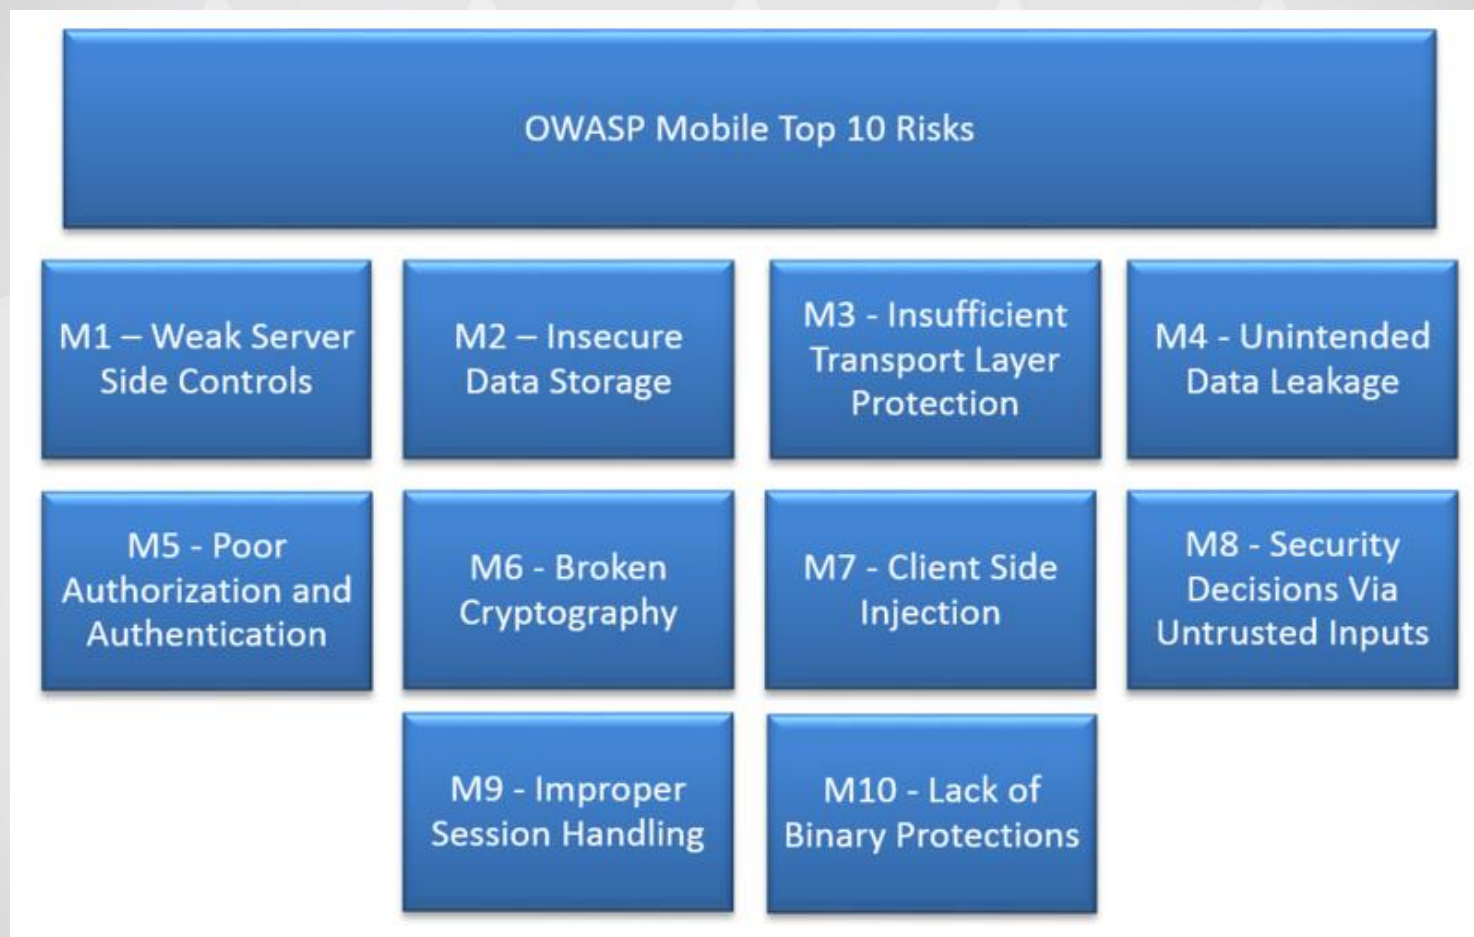 OWASP Mobile Top 10 Risks
M1 – Weak Server
Side Controls
M2 – Insecure
Data Storage
M3 - Insufficient
Transport Layer
Protection
M4 - Unintended
Data Leakage
M5 - Poor
Authorization and
Authentication
M6 - Broken
Cryptography
M7 - Client Side
Injection
M8 - Security
Decisions Via
Untrusted Inputs
M9 - Improper
Session Handling
M10 - Lack of
Binary Protections